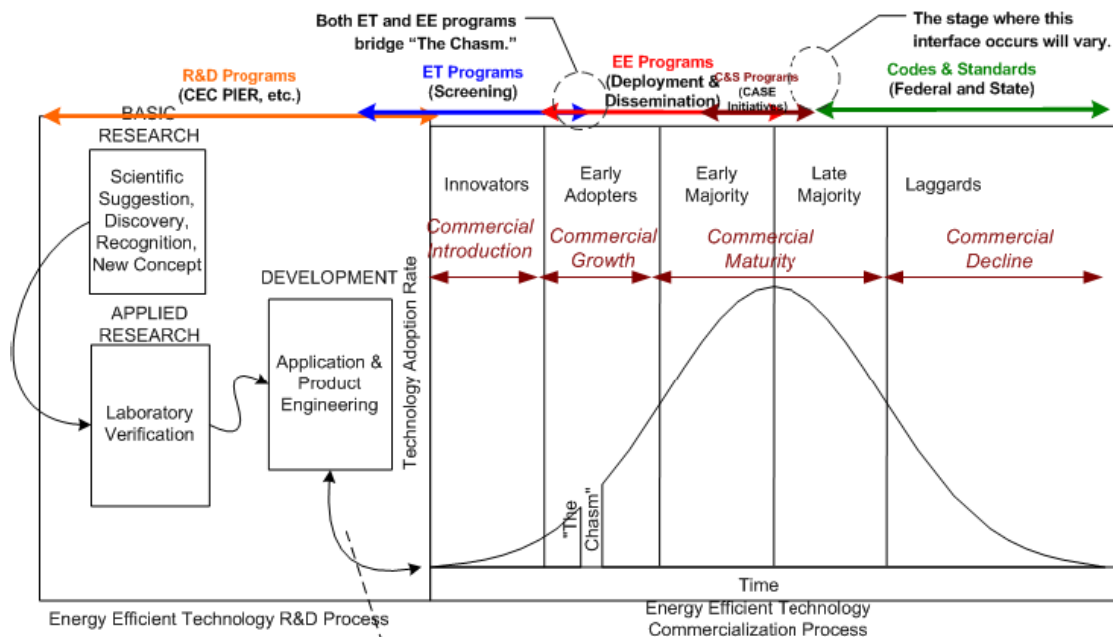 Both ET and EE programs
bridge “The Chasm.”
The stage where this
interface occurs will vary.
R&D Programs
(CEC PIER, etc.)
ET Programs
(Screening)
EE Programs
(Deployment &
Dissemination)
C&S Programs
(CASE
Initiatives)
Codes & Standards
(Federal and State)
BASIC
RESEARCH
Scientific
Suggestion,
Discovery,
Recognition,
New Concept
APPLIED
RESEARCH
Laboratory
Verification
DEVELOPMENT
Application &
Product
Engineering
Technology Adoption Rate
Innovators
Early
Adopters
Early
Majority
Late
Majority
Laggards
Commercial
Introduction
Commercial
Growth
Commercial
Maturity
Commercial
Decline
"The
Chasm"
Time
Energy Efficient Technology R&D Process
Energy Efficient Technology
Commercialization Process